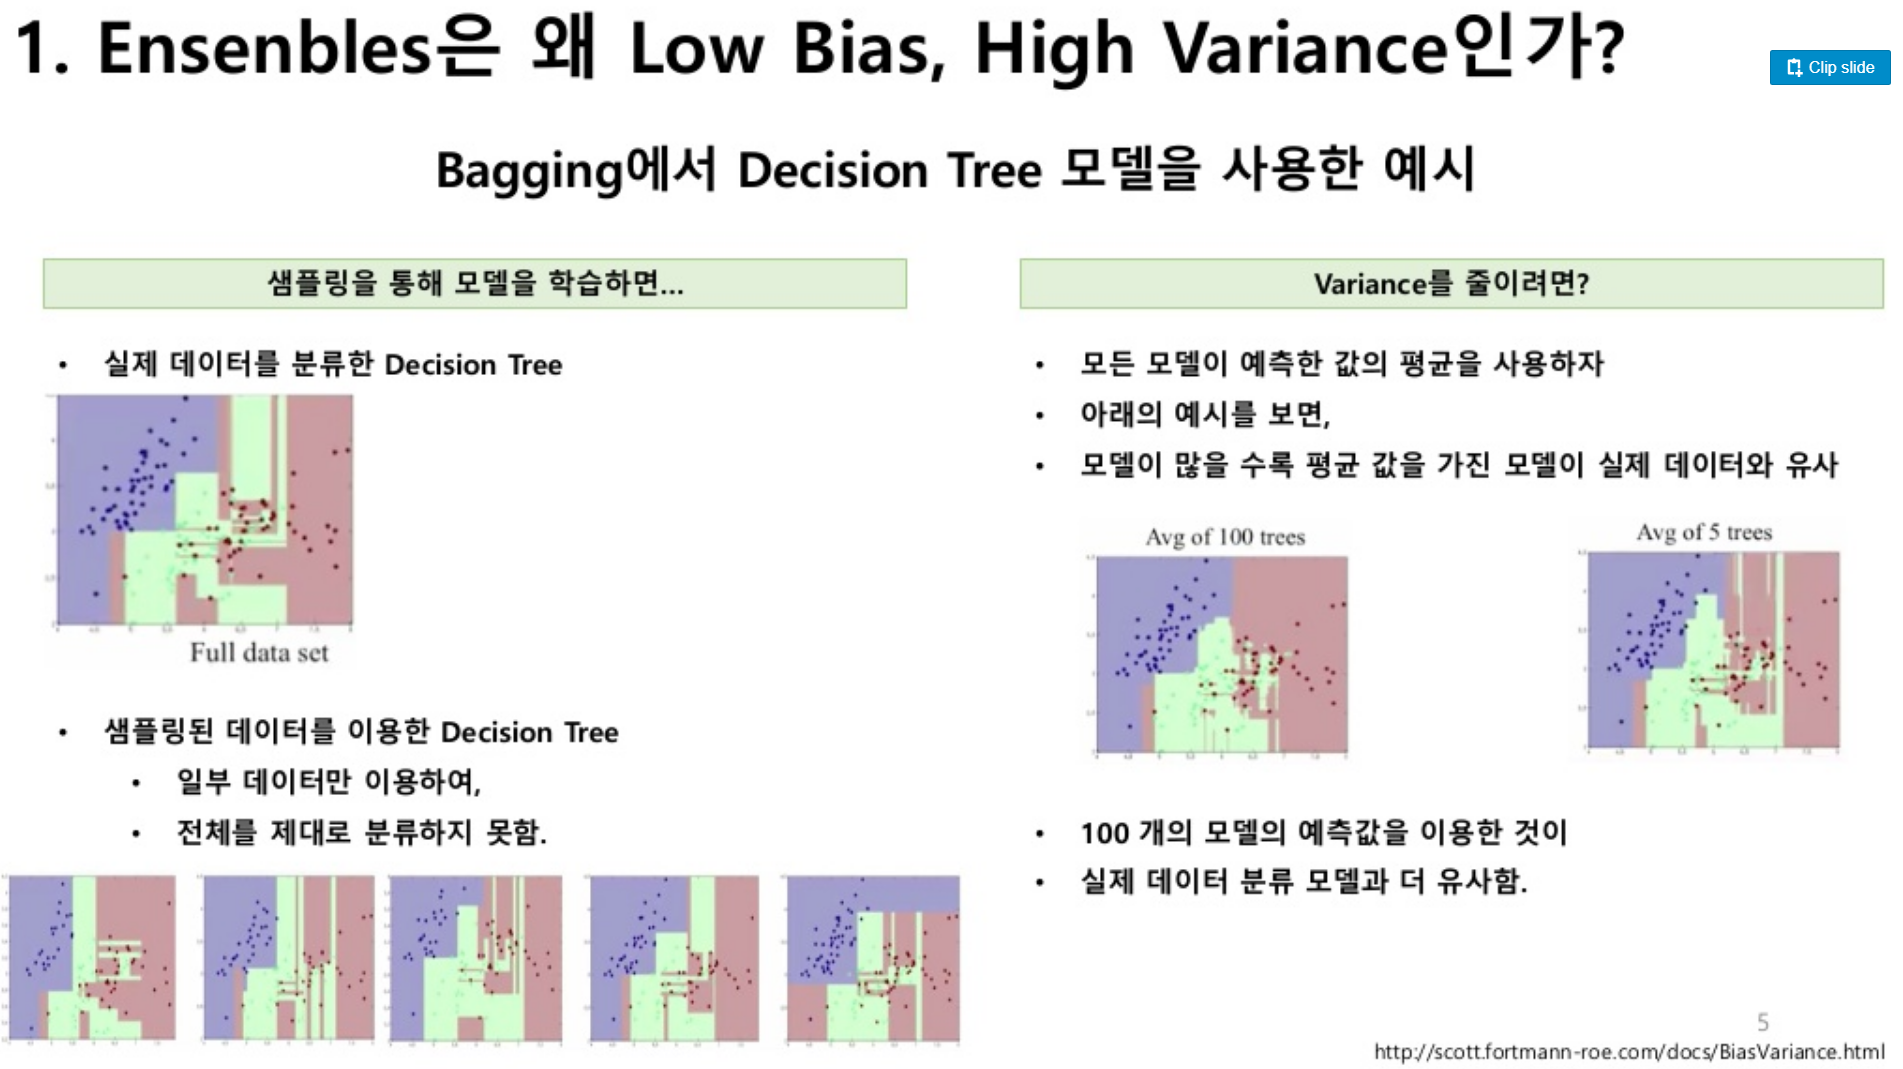 1. Ensenbles은 왜 Low Bias, High Variance인가?
Clip slide
Bagging에서 Decision Tree 모델을 사용한 예시
샘플링을 통해 모델을 학습하면...
• 실제 데이터를 분류한 Decision Tree
Full data set
• 샘플링된 데이터를 이용한 Decision Tree
• 일부 데이터만 이용하여,
• 전체를 제대로 분류하지 못함.
Variance를 줄이려면?
• 모든 모델이 예측한 값의 평균을 사용하자
• 아래의 예시를 보면,
• 모델이 많을 수록 평균 값을 가진 모델이 실제 데이터와 유사
Avg of 100 trees
Avg of 5 trees
• 100 개의 모델의 예측값을 이용한 것이
• 실제 데이터 분류 모델과 더 유사함.
5
http://scott.fortmann-roe.com/docs/BiasVariance.html